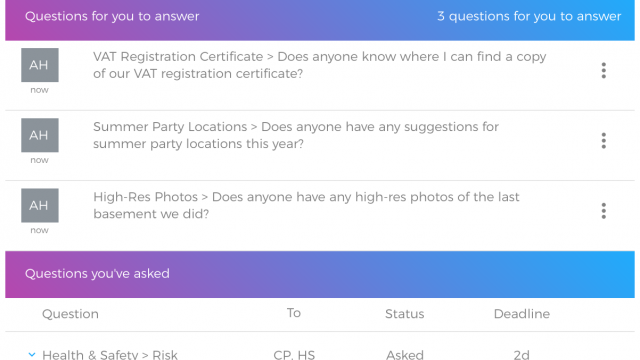 Questions for you to answer 3 questions for you to answer
AH
now
VAT Registration Certificate > Does anyone know where I can find a copy
of our VAT registration certificate?
AH
now
Summer Party Locations > Does anyone have any suggestions for
summer party locations this year?
AH
now
High-Res Photos > Does anyone have any high-res photos of the last
basement we did?
Questions you've asked
Question To Status Deadline
Health & Safety > Risk CP, HS Asked 2d